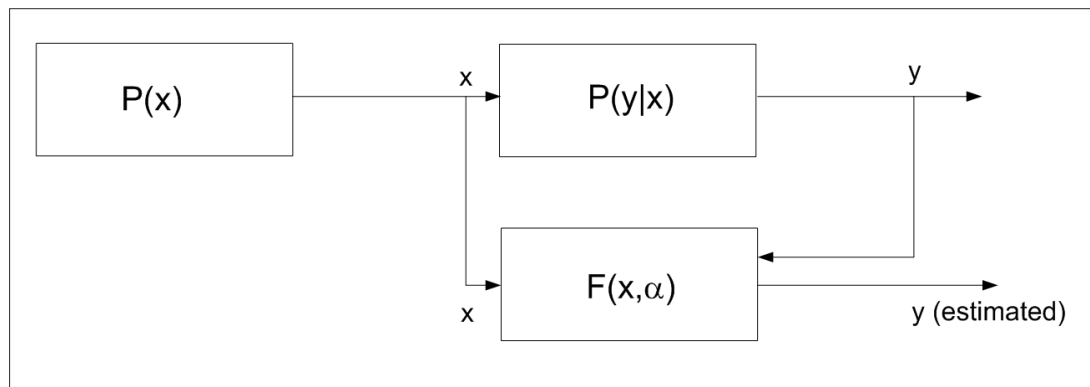 P(x)
x
P(y|x)
y
x
F(x,α)
y (estimated)